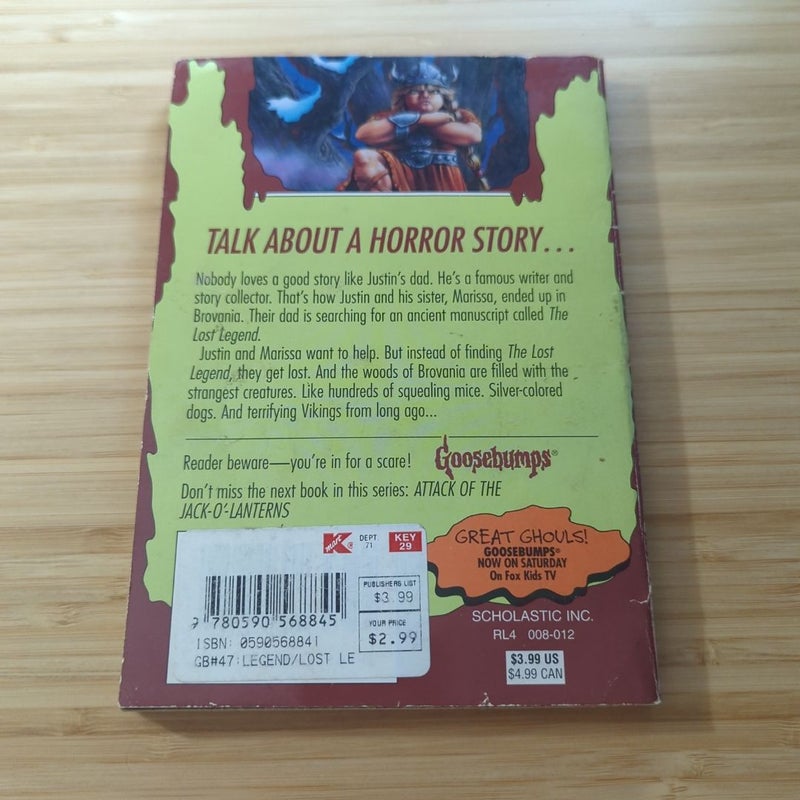 TALK ABOUT A HORROR STORY...
Nobody loves a good story like Justin's dad. He's a famous writer and
story collector. That's how Justin and his sister, Marissa, ended up in
Brovania. Their dad is searching for an ancient manuscript called The
Lost Legend.
Justin and Marissa want to help. But instead of finding The Lost
Legend, they get lost. And the woods of Brovania are filled with the
strangest creatures. Like hundreds of squealing mice. Silver-colored
dogs. And terrifying Vikings from long ago...
Reader beware—you're in for a scare! Goosebumps®
Don't miss the next book in this series: ATTACK OF THE
JACK-O'-LANTERNS
Kmart® DEPT. 71 KEY 29
PUBLISHERS LIST
$3.99
YOUR PRICE
$2.99
9 780590 568845
ISBN: 0590568841
GB#47:LEGEND/LOST LE
GREAT GHOULS!
GOOSEBUMPS®
NOW ON SATURDAY
On Fox Kids TV
SCHOLASTIC INC.
RL4 008-012
$3.99 US
$4.99 CAN